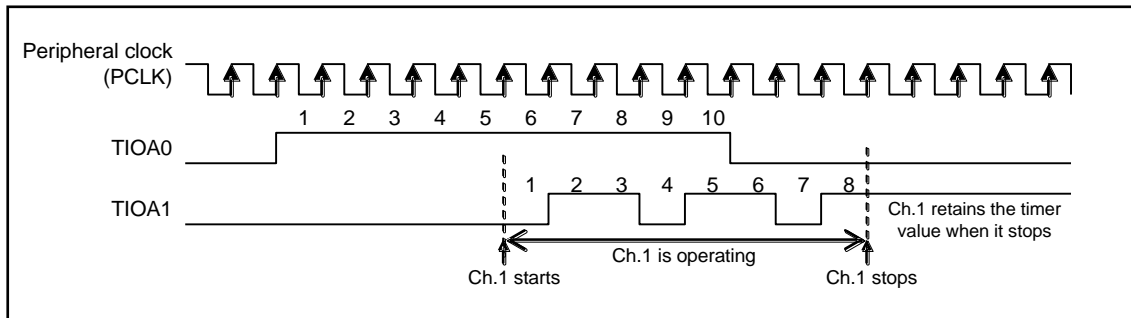 Peripheral clock
(PCLK)
1 2 3 4 5 6 7 8 9 10
TIOA0
1 2 3 4 5 6 7 8
TIOA1
Ch.1 retains the timer
value when it stops
Ch.1 is operating
Ch.1 starts
Ch.1 stops